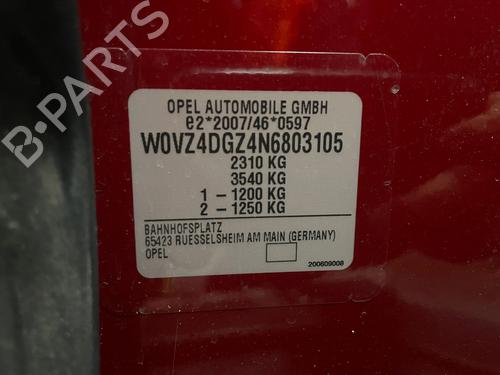 OPEL AUTOMOBILE GMBH
e2*2007/46*0597
W0VZ4DGZ4N6803105
2310 KG
3540 KG
1 – 1200 KG
2 – 1250 KG
BAHNHOFSPLATZ
65423 RUESSELSHEIM AM MAIN (GERMANY)
OPEL
200609008
B-PARTS